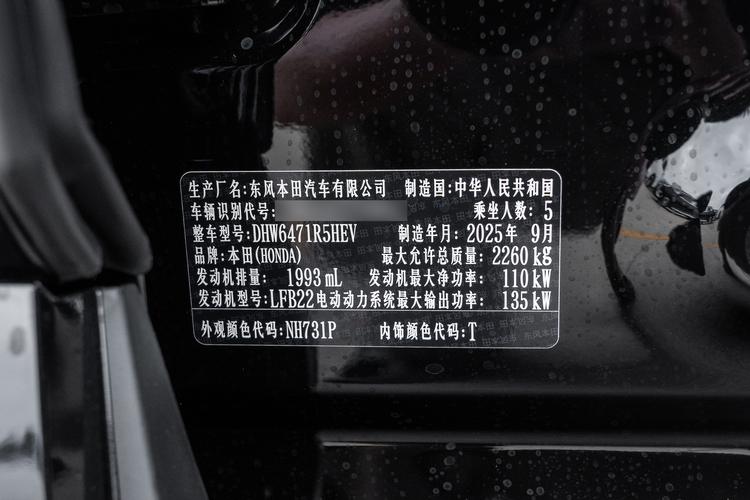 生产厂名:东风本田汽车有限公司 制造国:中华人民共和国
车辆识别代号: 乘坐人数: 5
整车型号:DHW6471R5HEV 制造年月: 2025年 9月
品牌:本田(HONDA) 最大允许总质量: 2260 kg
发动机排量: 1993 mL 发动机最大净功率: 110 kW
发动机型号:LFB22 电动动力系统最大输出功率: 135 kW
外观颜色代码:NH731P 内饰颜色代码:T